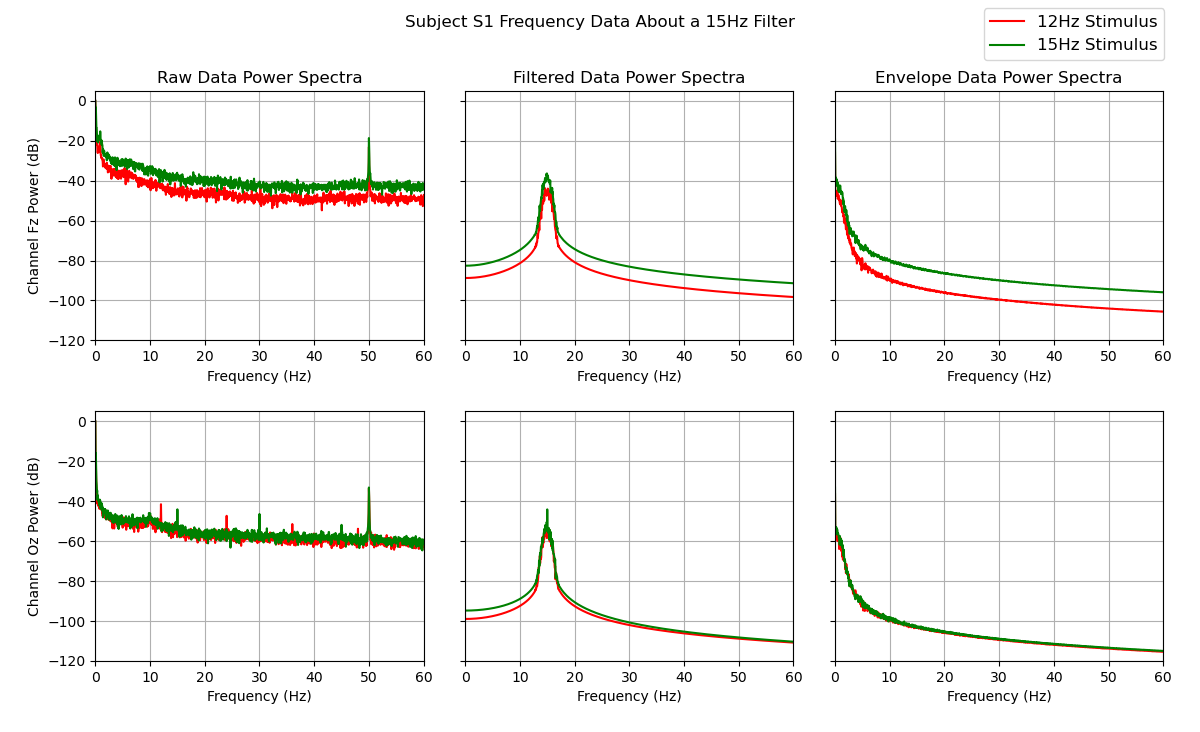 Subject S1 Frequency Data About a 15Hz Filter
12Hz Stimulus
15Hz Stimulus
Raw Data Power Spectra
Filtered Data Power Spectra
Envelope Data Power Spectra
Channel Fz Power (dB)
0
−20
−40
−60
−80
−100
−120
0 10 20 30 40 50 60
0 10 20 30 40 50 60
0 10 20 30 40 50 60
Frequency (Hz)
Frequency (Hz)
Frequency (Hz)
Channel Oz Power (dB)
0
−20
−40
−60
−80
−100
−120
0 10 20 30 40 50 60
0 10 20 30 40 50 60
0 10 20 30 40 50 60
Frequency (Hz)
Frequency (Hz)
Frequency (Hz)